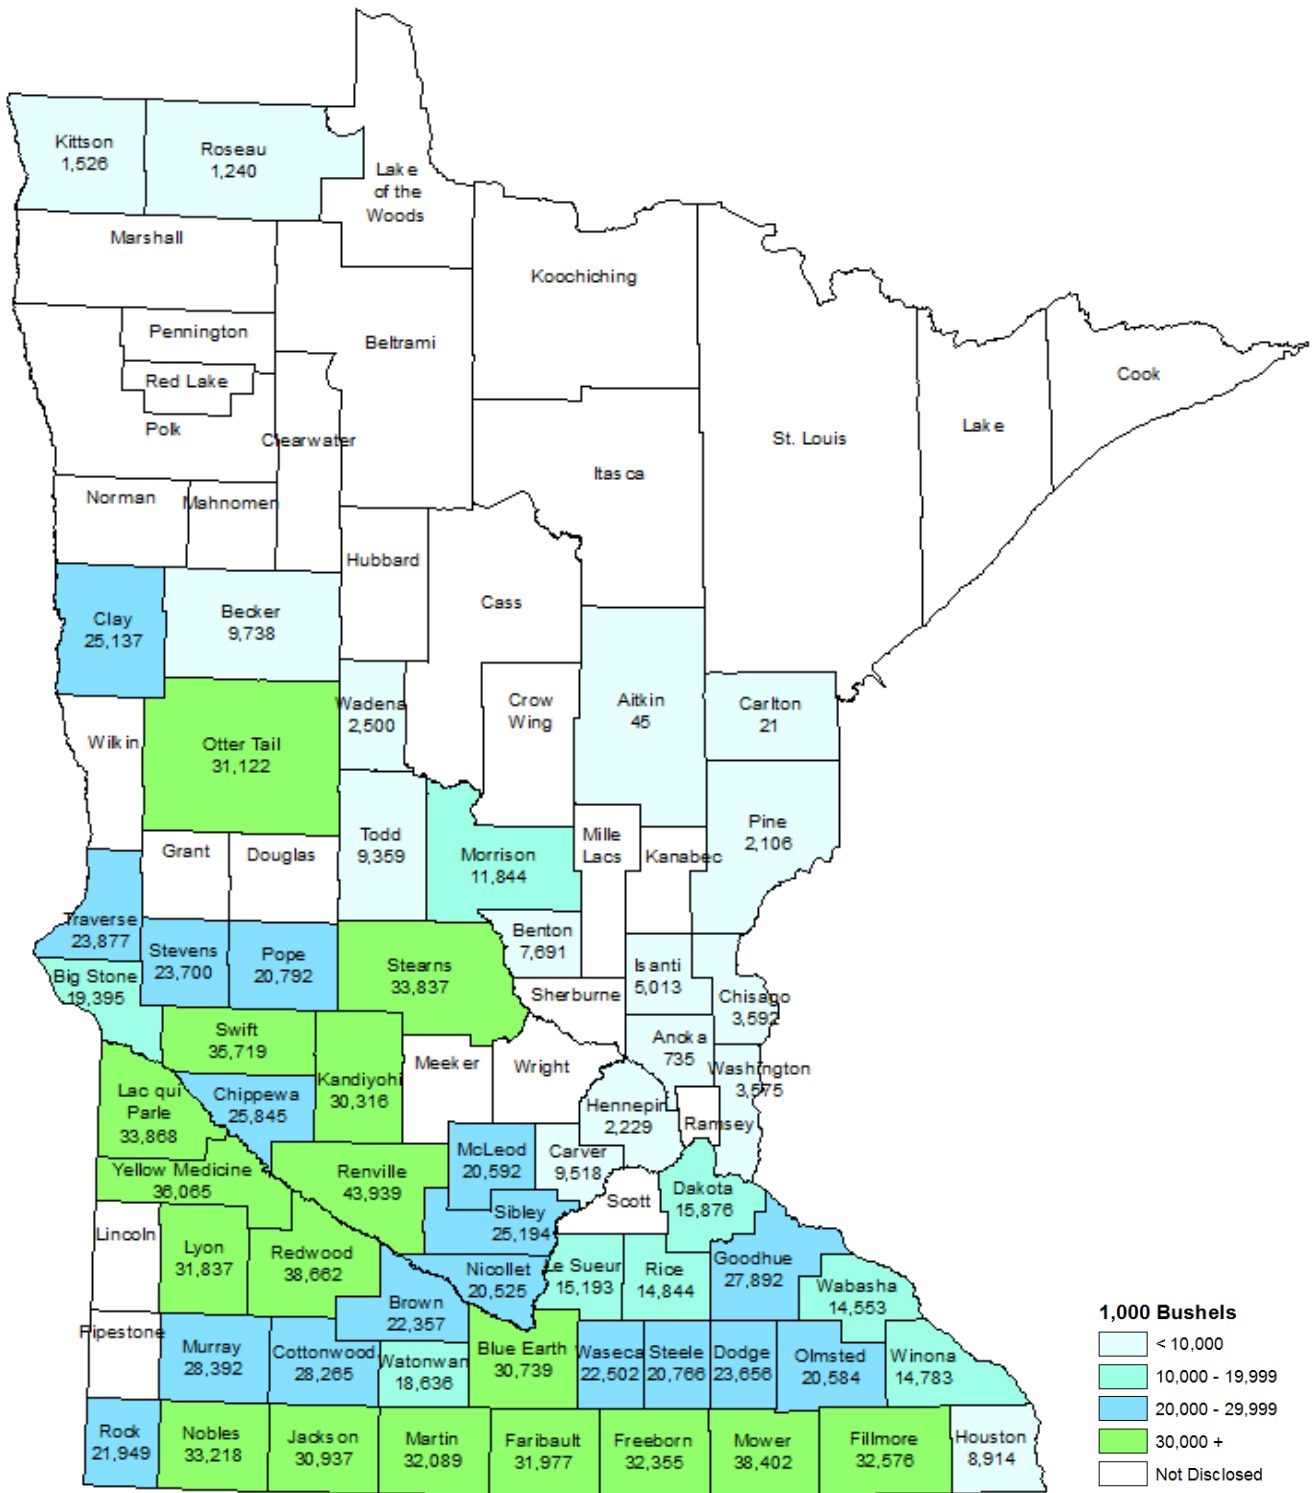 Kittson
1,526
Roseau
1,240
Lake
of the
Woods
Marshall
Koochiching
Pennington
Beltrami
Red Lake
Cook
Polk
Clearwater
St. Louis
Lake
Itasca
Norman
Mahnomen
Hubbard
Cass
Clay
25,137
Becker
9,738
Wadena
2,500
Crow
Wing
Aitkin
45
Carlton
21
Wilkin
Otter Tail
31,122
Todd
9,359
Morrison
11,844
Mille
Lacs
Kanabec
Pine
2,106
Grant
Douglas
Traverse
23,877
Stevens
23,700
Pope
20,792
Stearns
33,837
Benton
7,691
Isanti
5,013
Chisago
3,592
Big Stone
19,395
Sherburne
Swift
35,719
Anoka
735
Meeker
Wright
Washington
3,575
Lac qui
Parle
33,868
Chippewa
25,845
Kandiyohi
30,316
Hennepin
2,229
Ramsey
McLeod
20,592
Carver
9,518
Yellow Medicine
36,065
Renville
43,939
Scott
Dakota
15,876
Sibley
25,194
Lincoln
Lyon
31,837
Redwood
38,662
Nicollet
20,525
Le Sueur
15,193
Rice
14,844
Goodhue
27,892
Wabasha
14,553
Brown
22,357
Pipestone
Murray
28,392
Cottonwood
28,265
Watonwan
18,636
Blue Earth
30,739
Waseca
22,502
Steele
20,766
Dodge
23,656
Olmsted
20,584
Winona
14,783
Rock
21,949
Nobles
33,218
Jackson
30,937
Martin
32,089
Faribault
31,977
Freeborn
32,355
Mower
38,402
Fillmore
32,576
Houston
8,914
1,000 Bushels
< 10,000
10,000 - 19,999
20,000 - 29,999
30,000 +
Not Disclosed